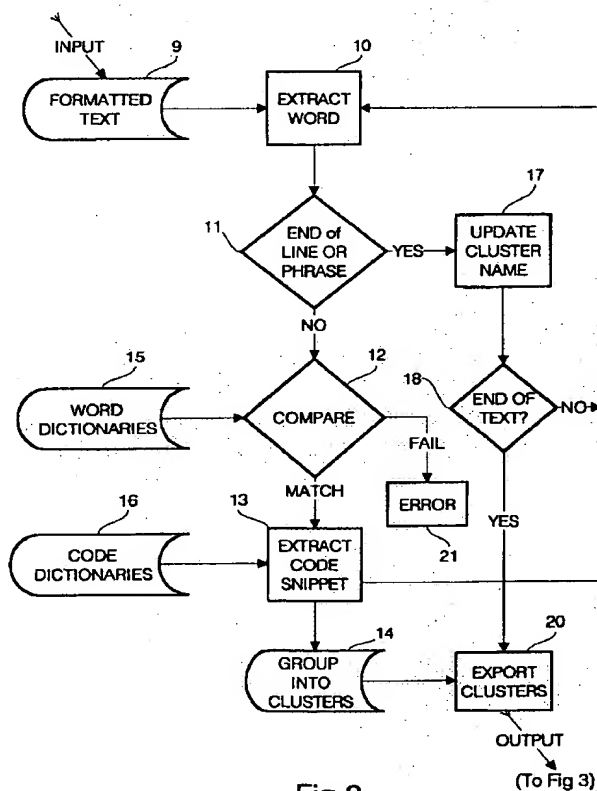 INPUT
9
FORMATTED
TEXT
10
EXTRACT
WORD
11
END of
LINE OR
PHRASE
YES
17
UPDATE
CLUSTER
NAME
NO
15
WORD
DICTIONARIES
12
COMPARE
18
END OF
TEXT?
NO
FAIL
MATCH
ERROR
21
YES
16
CODE
DICTIONARIES
13
EXTRACT
CODE
SNIPPET
14
GROUP
INTO
CLUSTERS
20
EXPORT
CLUSTERS
OUTPUT
(To Fig 3)